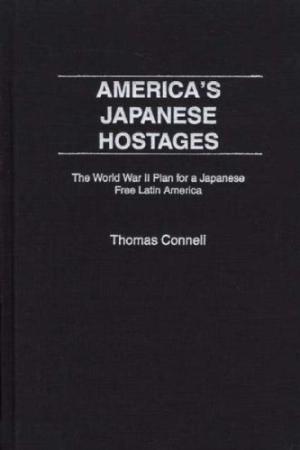 AMERICA'S
JAPANESE
HOSTAGES
The World War II Plan for a Japanese
Free Latin America
Thomas Connell